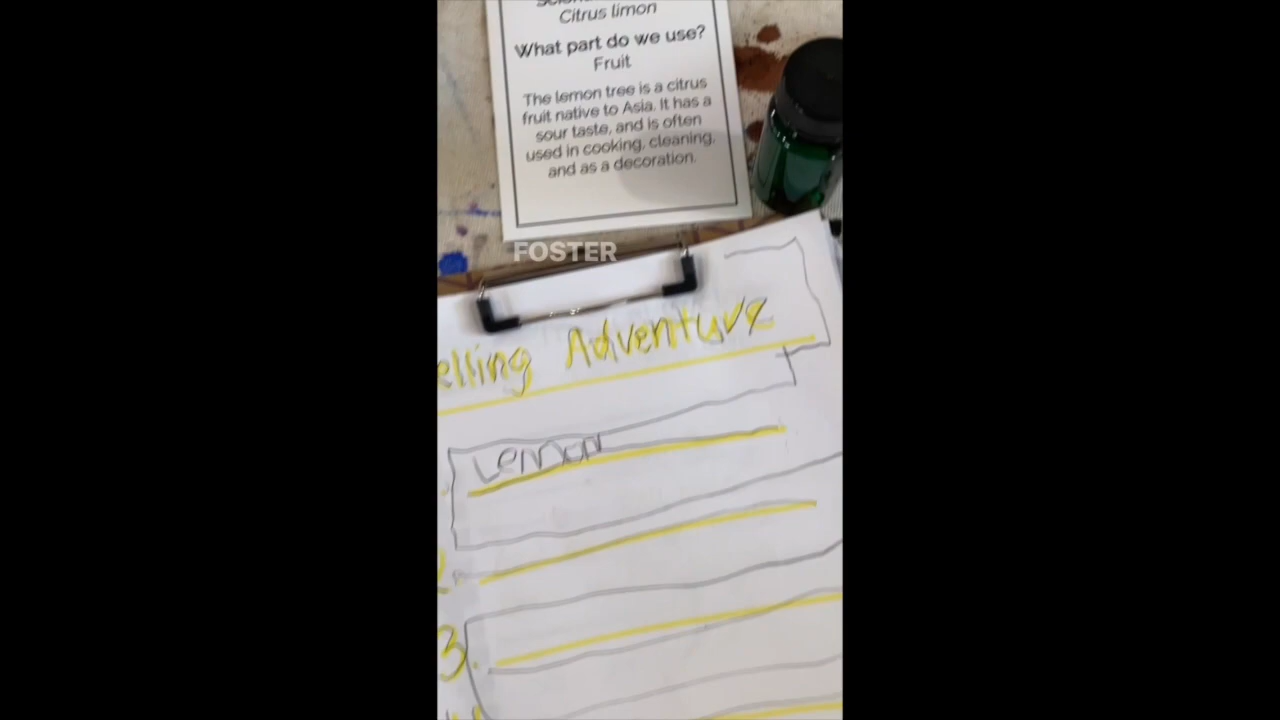 Citrus limon
What part do we use?
Fruit
The lemon tree is a citrus
fruit native to Asia. It has a
sour taste, and is often
used in cooking, cleaning,
and as a decoration.
FOSTER
elling Adventure
Lemon
3.